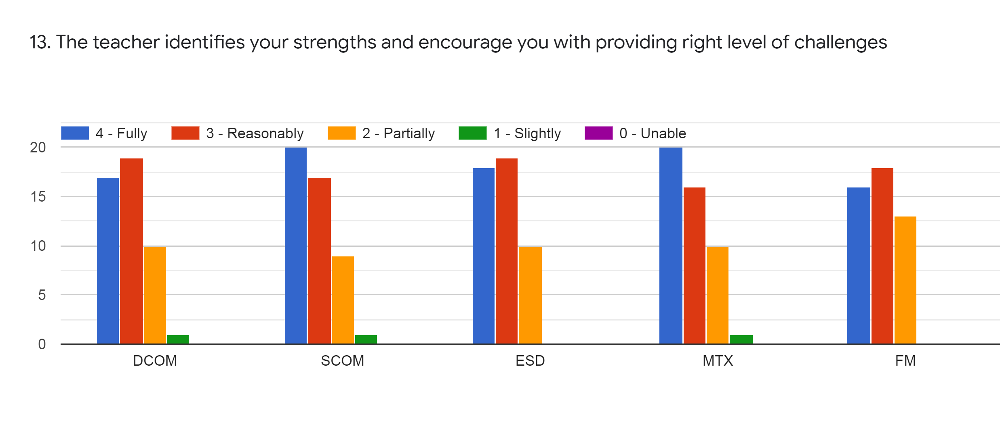 13. The teacher identifies your strengths and encourage you with providing right level of challenges
4 - Fully 3 - Reasonably 2 - Partially 1 - Slightly 0 - Unable
20
15
10
5
0
DCOM SCOM ESD MTX FM